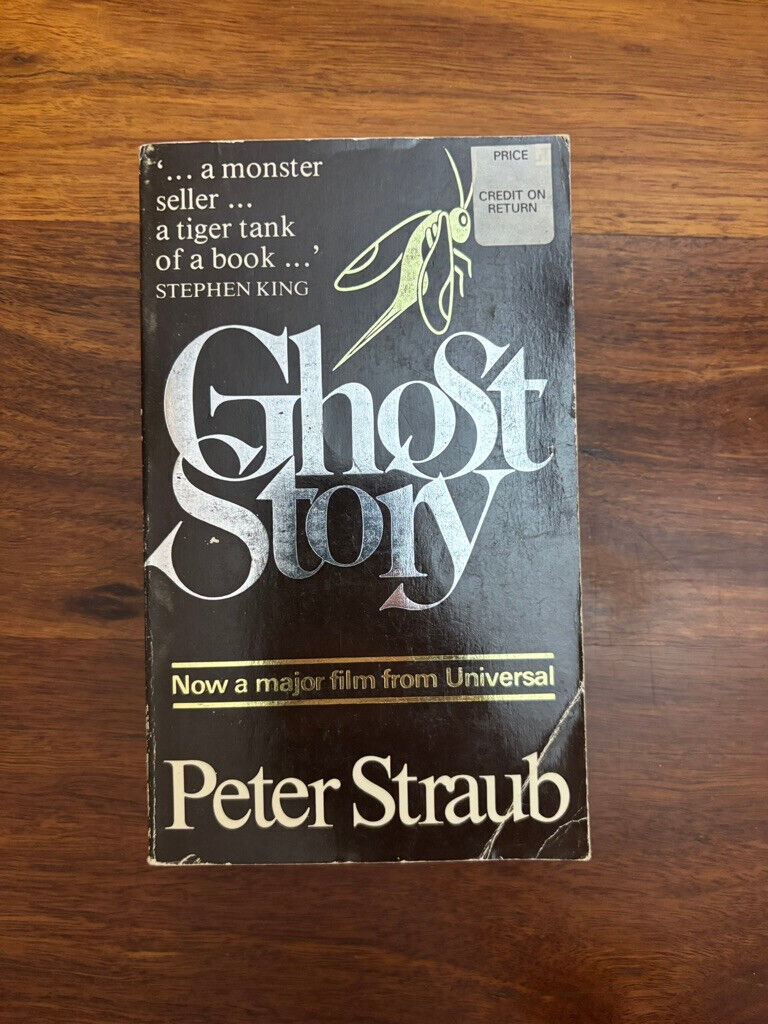 ‘... a monster
seller ...
a tiger tank
of a book ...’
STEPHEN KING
PRICE
CREDIT ON
RETURN
Ghost
Story
Now a major film from Universal
Peter Straub